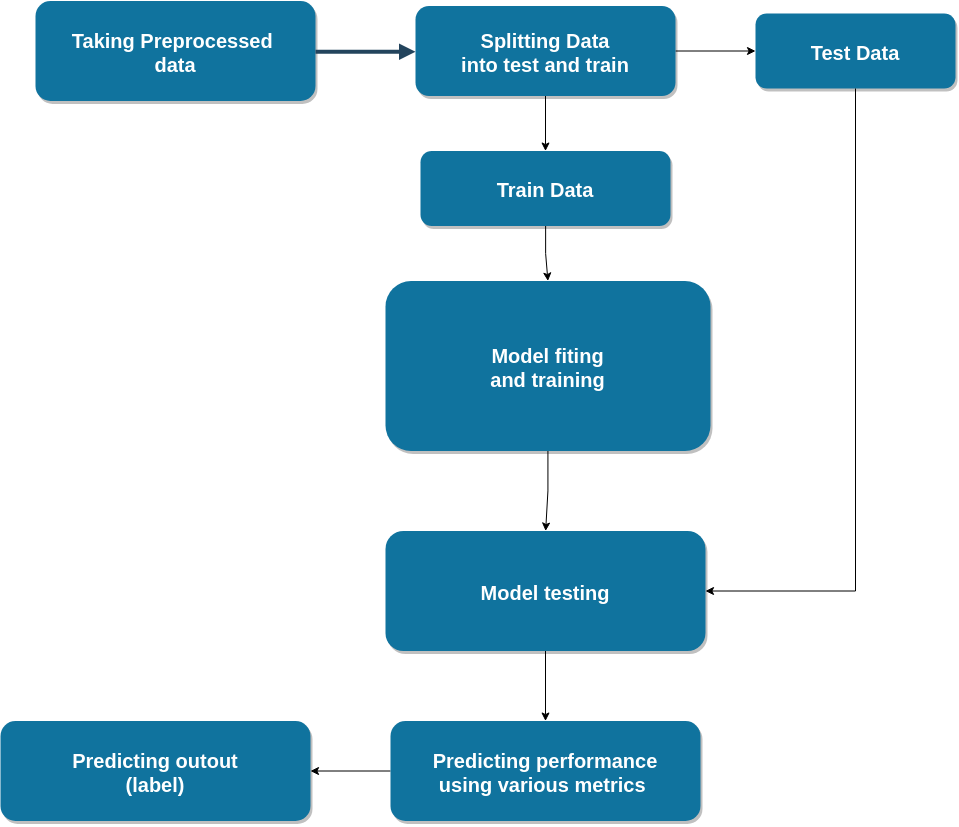 Taking Preprocessed
data
Splitting Data
into test and train
Test Data
Train Data
Model fiting
and training
Model testing
Predicting performance
using various metrics
Predicting outout
(label)